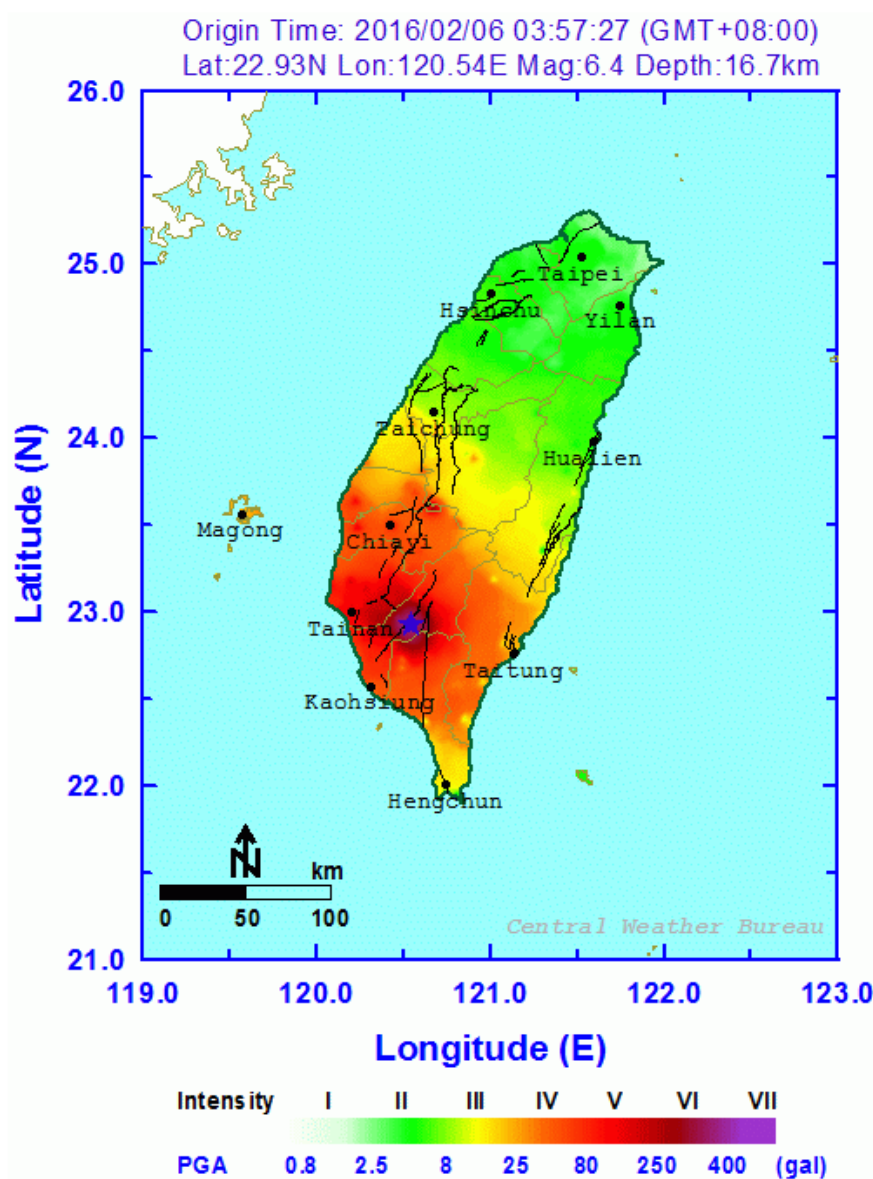 Origin Time: 2016/02/06 03:57:27 (GMT+08:00)
Lat:22.93N Lon:120.54E Mag:6.4 Depth:16.7km
26.0
25.0
Taipei
Hsinchu
Yilan
24.0
Taichung
Hualien
Magong
Chiayi
23.0
Tainan
Taitung
Kaohsiung
22.0
Hengchun
N
km
0 50 100
Central Weather Bureau
21.0
119.0 120.0 121.0 122.0 123.0
Latitude (N)
Longitude (E)
Intensity I II III IV V VI VII
PGA 0.8 2.5 8 25 80 250 400 (gal)